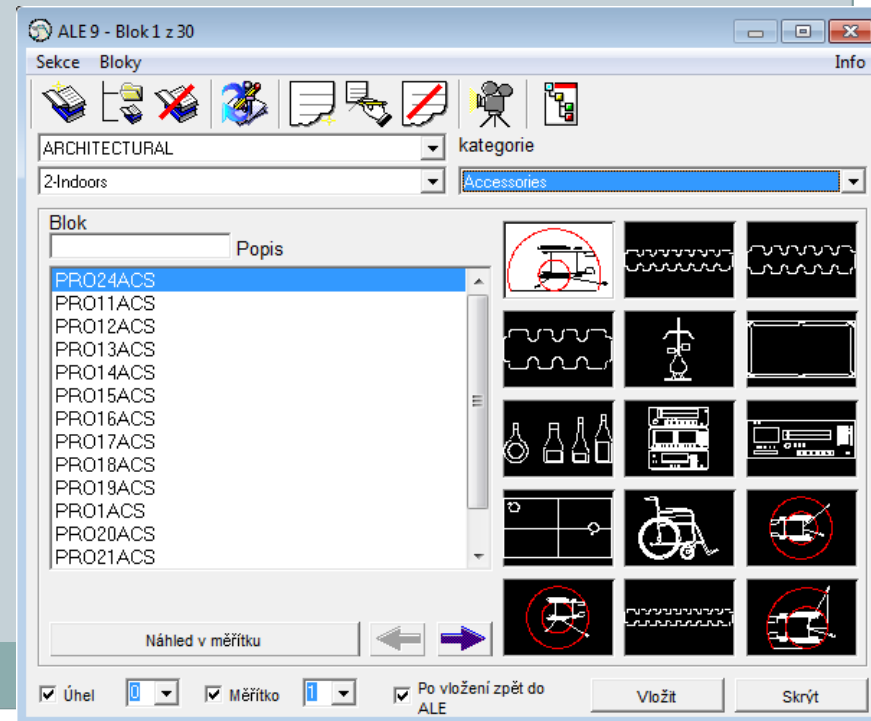 ALE 9 - Blok 1 z 30
Sekce Bloky Info
ARCHITECTURAL kategorie
2-Indoors Accessories
Blok
Popis
PRO24ACS
PRO11ACS
PRO12ACS
PRO13ACS
PRO14ACS
PRO15ACS
PRO16ACS
PRO17ACS
PRO18ACS
PRO19ACS
PRO1ACS
PRO20ACS
PRO21ACS
Náhled v měřítku
Úhel 0 Měřítko 1 Po vložení zpět do ALE Vložit Skrýt